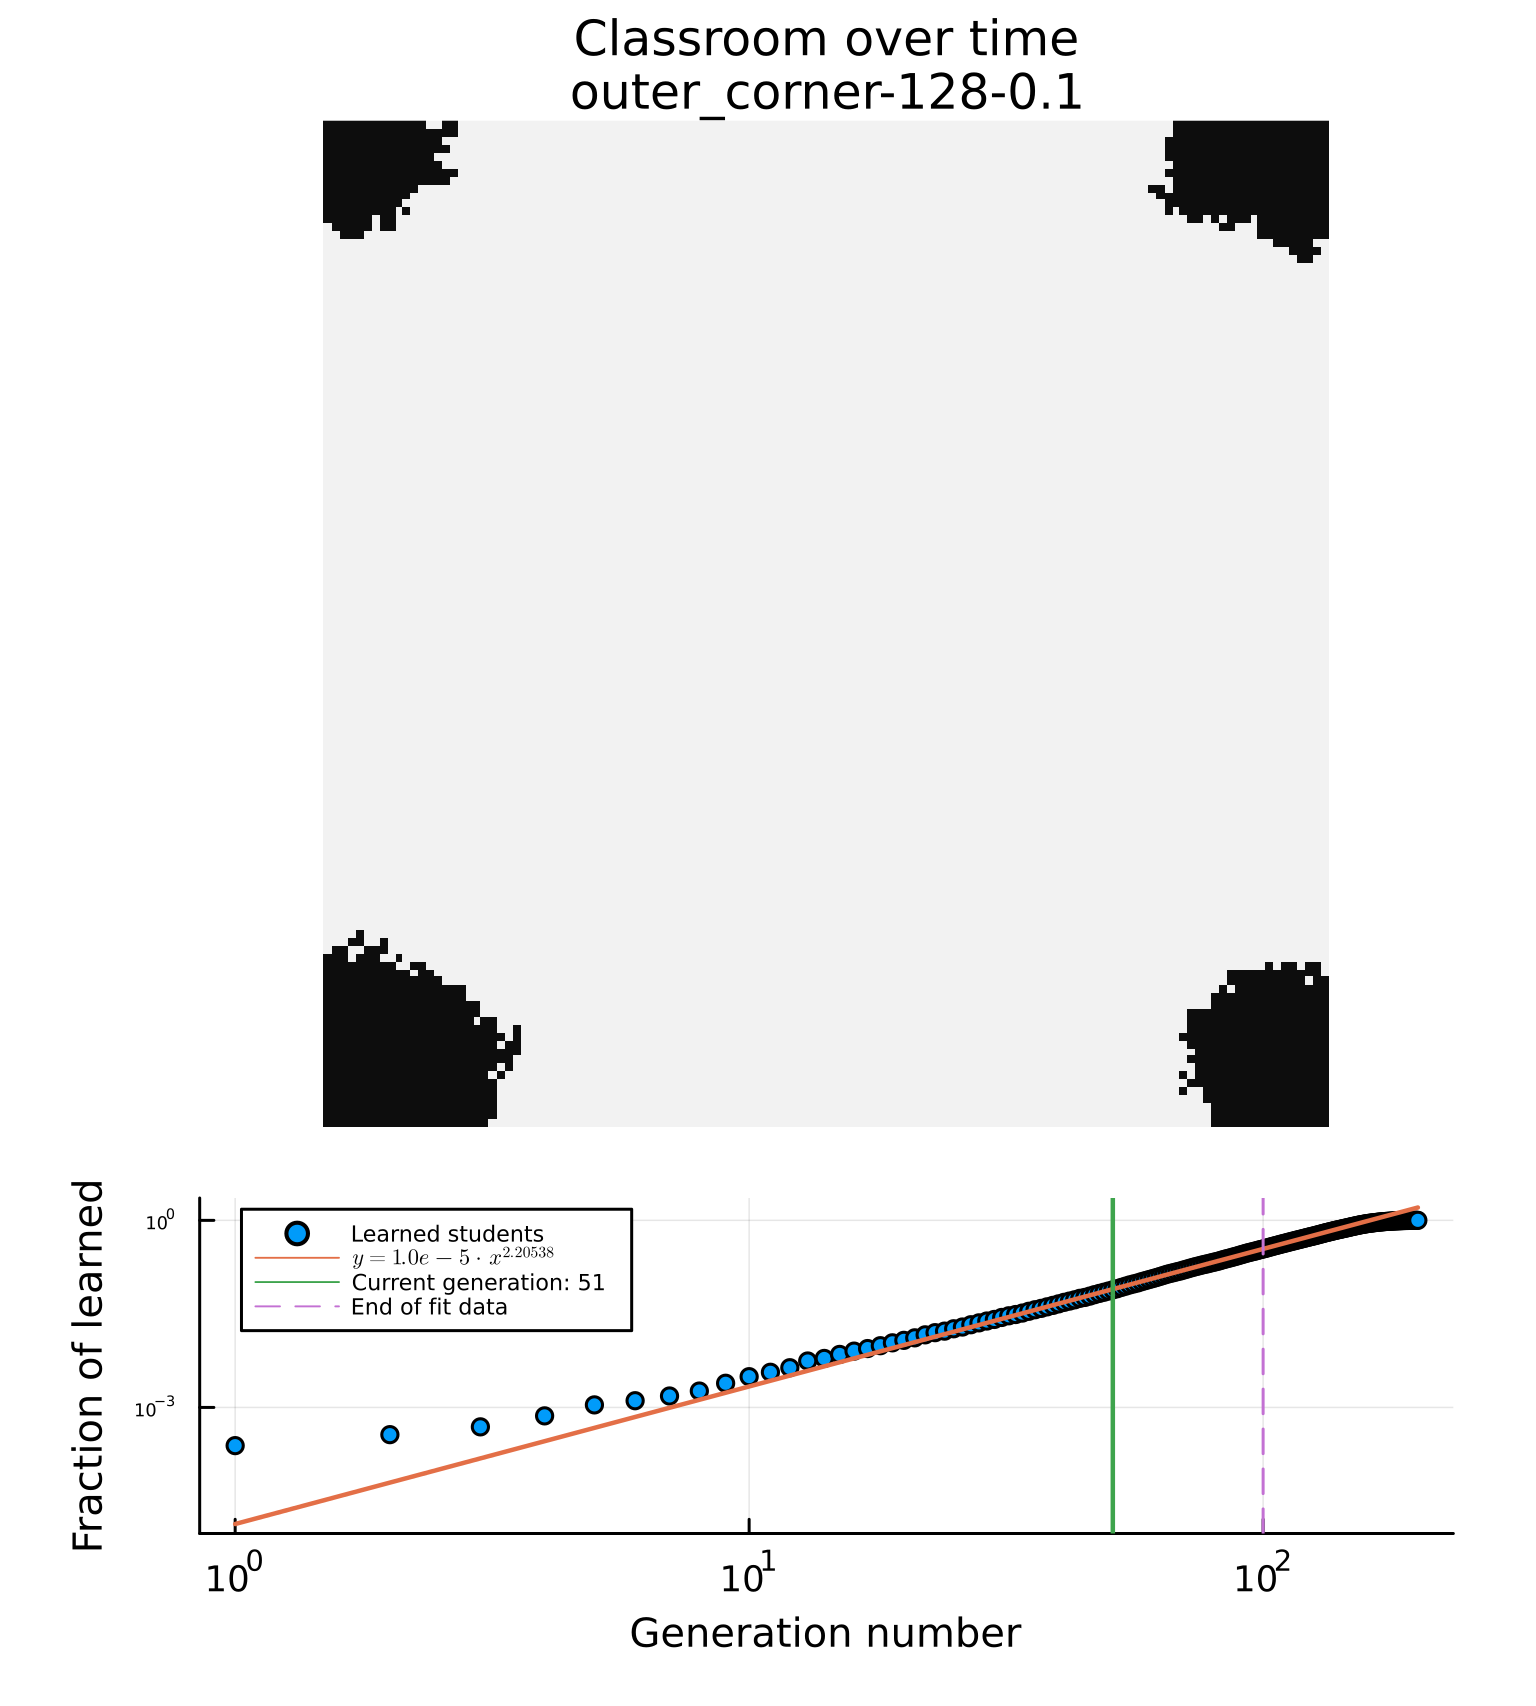 Classroom over time
outer_corner-128-0.1
Fraction of learned
10^0
10^-3
Learned students
y = 1.0e − 5 · x^2.20538
Current generation: 51
End of fit data
10^0 10^1 10^2
Generation number